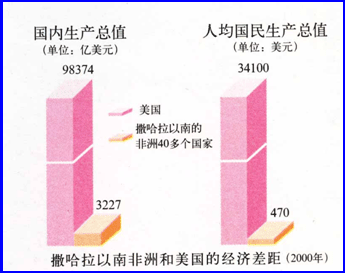 国内生产总值
(单位：亿美元)
98374
3227
人均国民生产总值
(单位：美元)
34100
470
美国
撒哈拉以南的
非洲40多个国家
撒哈拉以南非洲和美国的经济差距 (2000年)